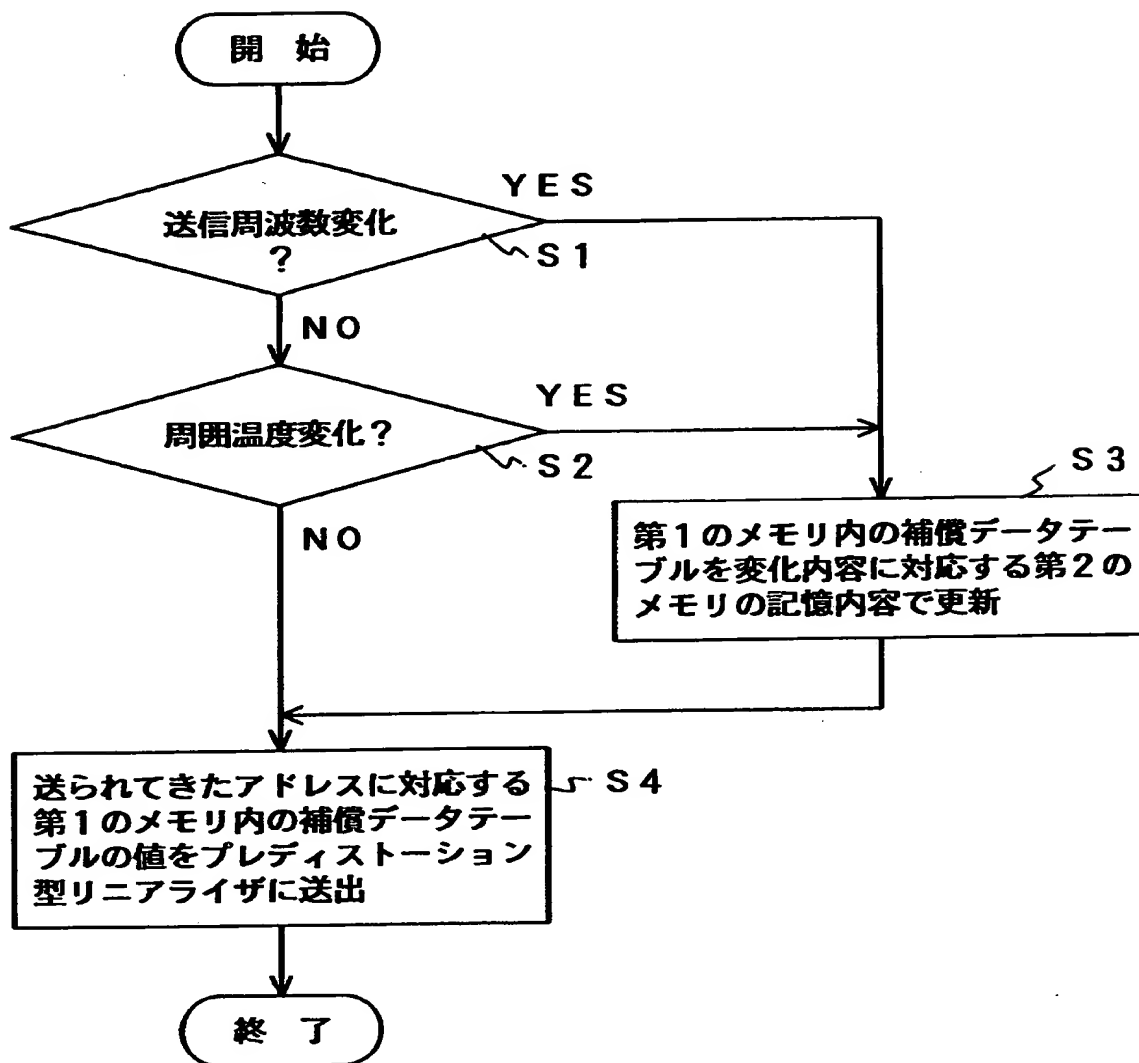 開 始
YES
送信周波数変化
?
S1
NO
YES
周囲温度変化?
S2
S3
NO
第1のメモリ内の補償データテー
ブルを変化内容に対応する第2の
メモリの記憶内容で更新
送られてきたアドレスに対応する
S4
第1のメモリ内の補償データテー
ブルの値をプレディストーション
型リニアライザに送出
終 了